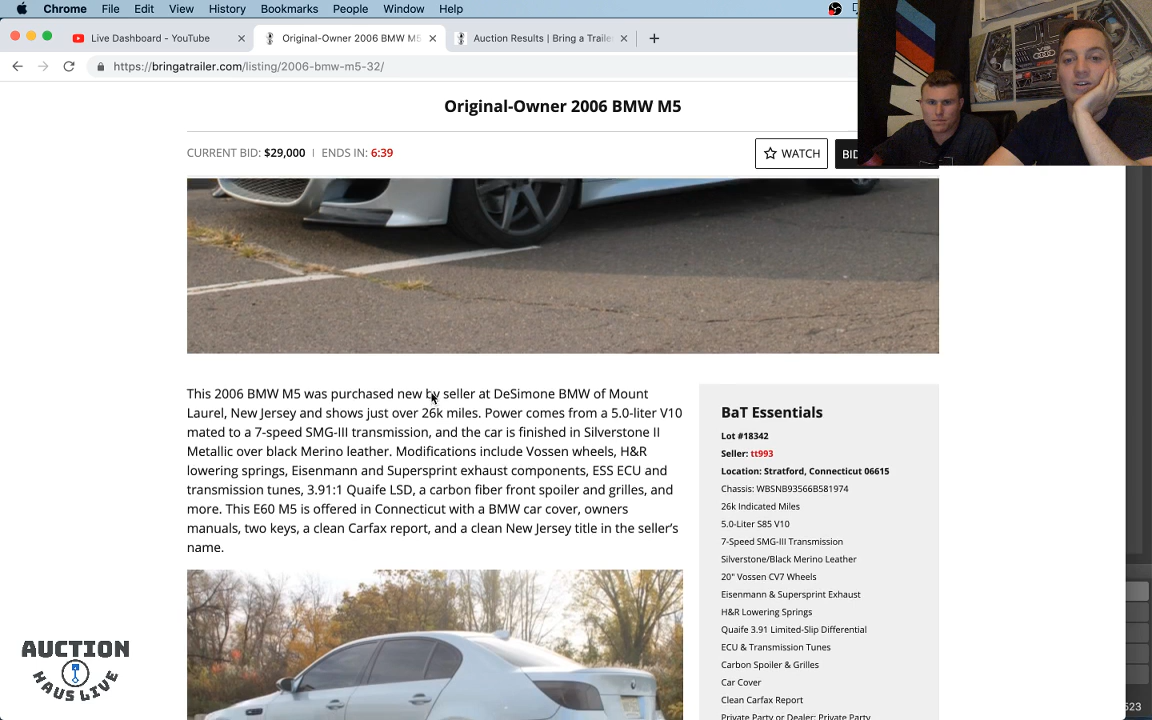 Chrome File Edit View History Bookmarks People Window Help
Live Dashboard - YouTube
Original-Owner 2006 BMW M5
Auction Results | Bring a Traile
https://bringatrailer.com/listing/2006-bmw-m5-32/
Original-Owner 2006 BMW M5
CURRENT BID: $29,000 | ENDS IN: 6:39
WATCH
BID
This 2006 BMW M5 was purchased new by seller at DeSimone BMW of Mount
Laurel, New Jersey and shows just over 26k miles. Power comes from a 5.0-liter V10
mated to a 7-speed SMG-III transmission, and the car is finished in Silverstone II
Metallic over black Merino leather. Modifications include Vossen wheels, H&R
lowering springs, Eisenmann and Supersprint exhaust components, ESS ECU and
transmission tunes, 3.91:1 Quaife LSD, a carbon fiber front spoiler and grilles, and
more. This E60 M5 is offered in Connecticut with a BMW car cover, owners
manuals, two keys, a clean Carfax report, and a clean New Jersey title in the seller's
name.
BaT Essentials
Lot #18342
Seller: tt993
Location: Stratford, Connecticut 06615
Chassis: WBSNB93566B581974
26k Indicated Miles
5.0-Liter S85 V10
7-Speed SMG-III Transmission
Silverstone/Black Merino Leather
20" Vossen CV7 Wheels
Eisenmann & Supersprint Exhaust
H&R Lowering Springs
Quaife 3.91 Limited-Slip Differential
ECU & Transmission Tunes
Carbon Spoiler & Grilles
Car Cover
Clean Carfax Report
Private Party or Dealer: Private Party
AUCTION
HAUS LIVE
523